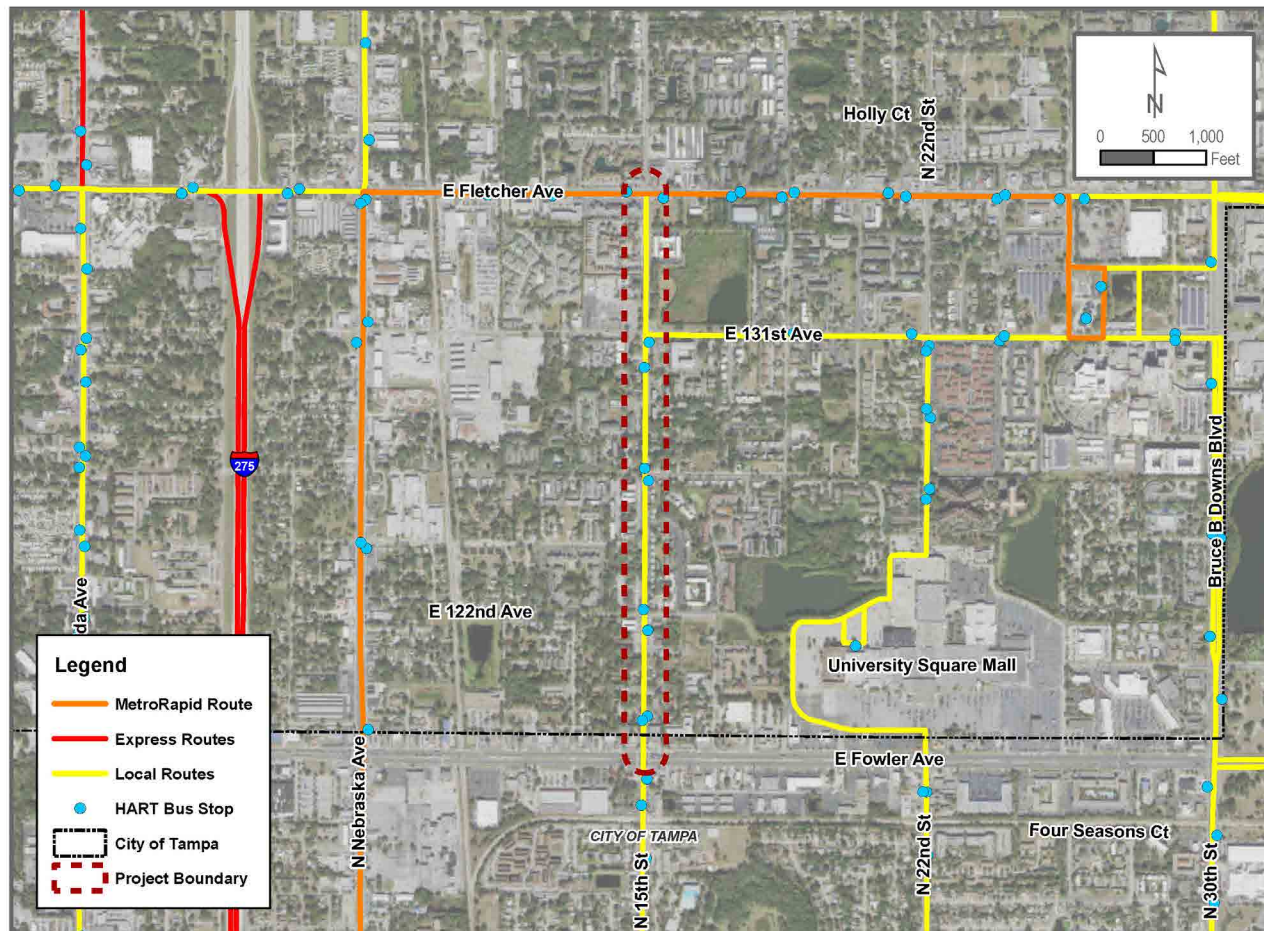 Holly Ct
N 22nd St
N
0 500 1,000
Feet
E Fletcher Ave
E 131st Ave
275
Bruce B Downs Blvd
E 122nd Ave
da Ave
University Square Mall
N Nebraska Ave
E Fowler Ave
CITY OF TAMPA
Four Seasons Ct
N 15th St
N 22nd St
N 30th St
Legend
MetroRapid Route
Express Routes
Local Routes
HART Bus Stop
City of Tampa
Project Boundary